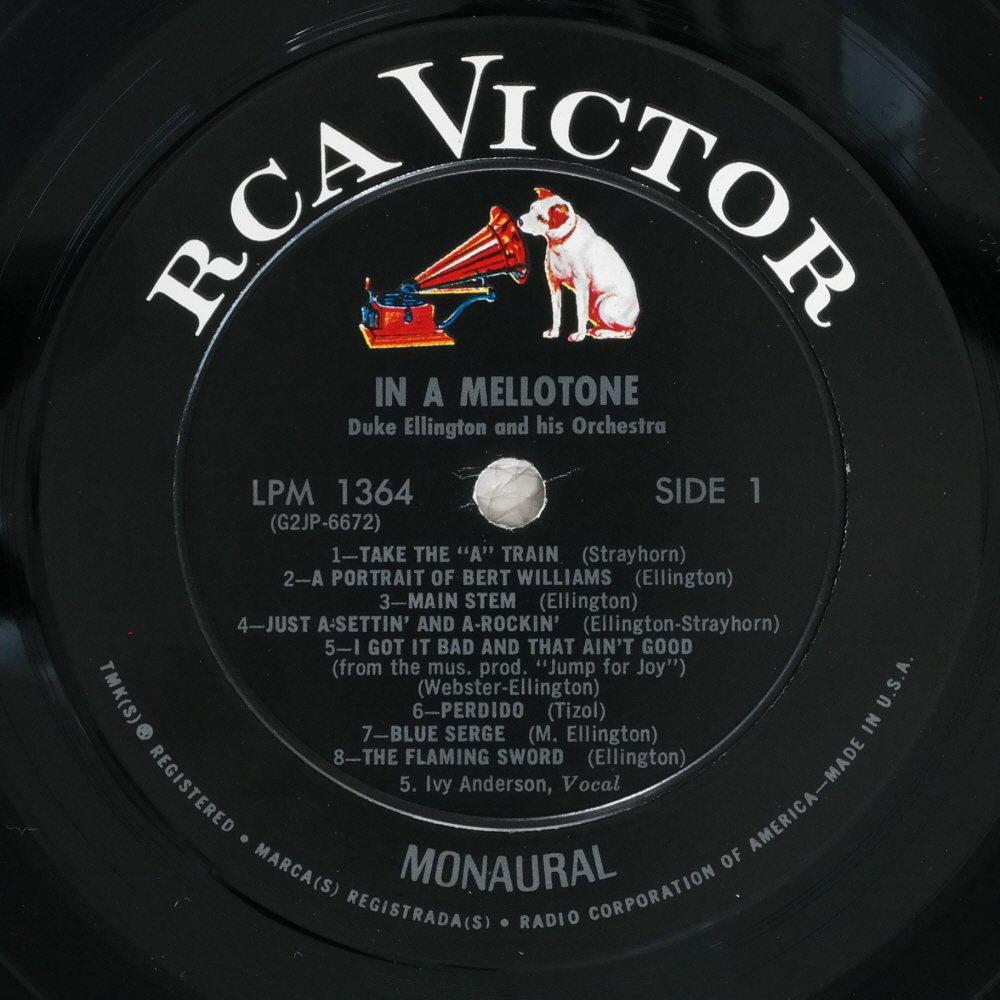 RCA VICTOR
IN A MELLOTONE
Duke Ellington and his Orchestra
LPM 1364
SIDE 1
(G2JP-6672)
1—TAKE THE “A” TRAIN (Strayhorn)
2—A PORTRAIT OF BERT WILLIAMS (Ellington)
3—MAIN STEM (Ellington)
4—JUST A-SETTIN’ AND A-ROCKIN’ (Ellington-Strayhorn)
5—I GOT IT BAD AND THAT AIN’T GOOD
(from the mus. prod. “Jump for Joy”)
(Webster-Ellington)
6—PERDIDO (Tizol)
7—BLUE SERGE (M. Ellington)
8—THE FLAMING SWORD (Ellington)
5. Ivy Anderson, Vocal
MONAURAL
TMK(S)® REGISTERED • MARCA(S) REGISTRADA(S) • RADIO CORPORATION OF AMERICA—MADE IN U.S.A.